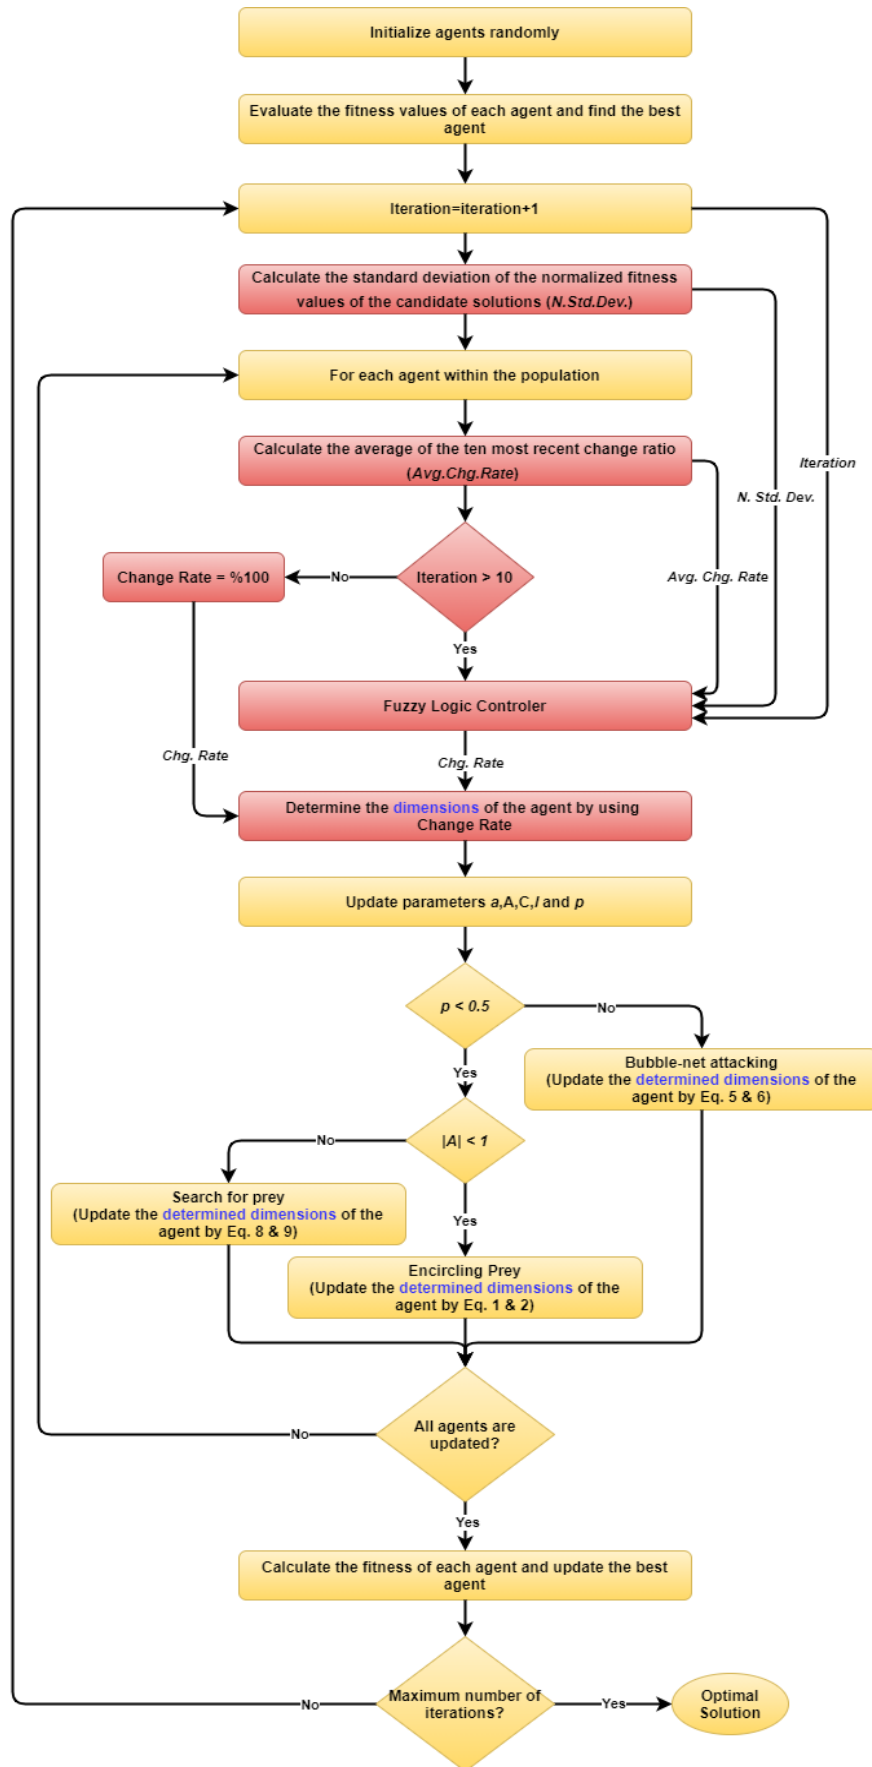 Initialize agents randomly
Evaluate the fitness values of each agent and find the best
agent
Iteration=iteration+1
Calculate the standard deviation of the normalized fitness
values of the candidate solutions (N.Std.Dev.)
For each agent within the population
Calculate the average of the ten most recent change ratio
(Avg.Chg.Rate)
Iteration
N. Std. Dev.
Avg. Chg. Rate
Iteration > 10
No
Change Rate = %100
Yes
Fuzzy Logic Controler
Chg. Rate
Chg. Rate
Determine the dimensions of the agent by using
Change Rate
Update parameters a,A,C,l and p
p < 0.5
No
Yes
Bubble-net attacking
(Update the determined dimensions of the
agent by Eq. 5 & 6)
|A| < 1
No
Yes
Search for prey
(Update the determined dimensions of the
agent by Eq. 8 & 9)
Encircling Prey
(Update the determined dimensions of the
agent by Eq. 1 & 2)
All agents are
updated?
No
Yes
Calculate the fitness of each agent and update the best
agent
Maximum number of
iterations?
No
Yes
Optimal
Solution